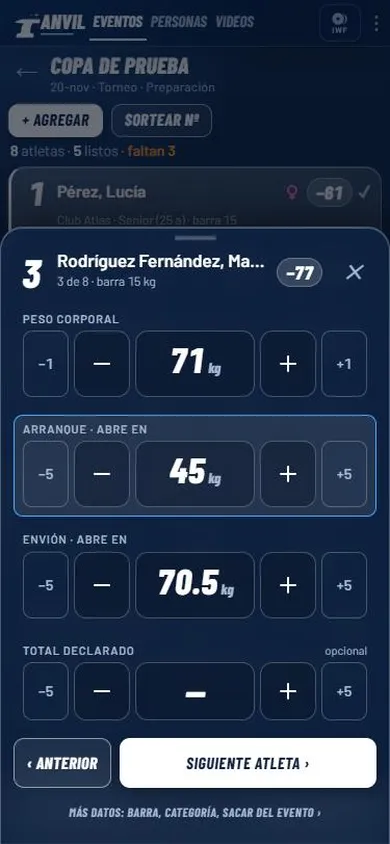 ANVIL EVENTOS PERSONAS VIDEOS IWF
← COPA DE PRUEBA
20-nov · Torneo · Preparación
+ AGREGAR SORTEAR Nº
8 atletas · 5 listos · faltan 3
1 Pérez, Lucía ♀ −61 ✓
Club Atlas · Senior (25 a) · barra 15
3 Rodríguez Fernández, Ma... −77 ✕
3 de 8 · barra 15 kg
PESO CORPORAL
−1 − 71 kg + +1
ARRANQUE · ABRE EN
−5 − 45 kg + +5
ENVIÓN · ABRE EN
−5 − 70.5 kg + +5
TOTAL DECLARADO opcional
−5 − – + +5
‹ ANTERIOR SIGUIENTE ATLETA ›
MÁS DATOS: BARRA, CATEGORÍA, SACAR DEL EVENTO ›